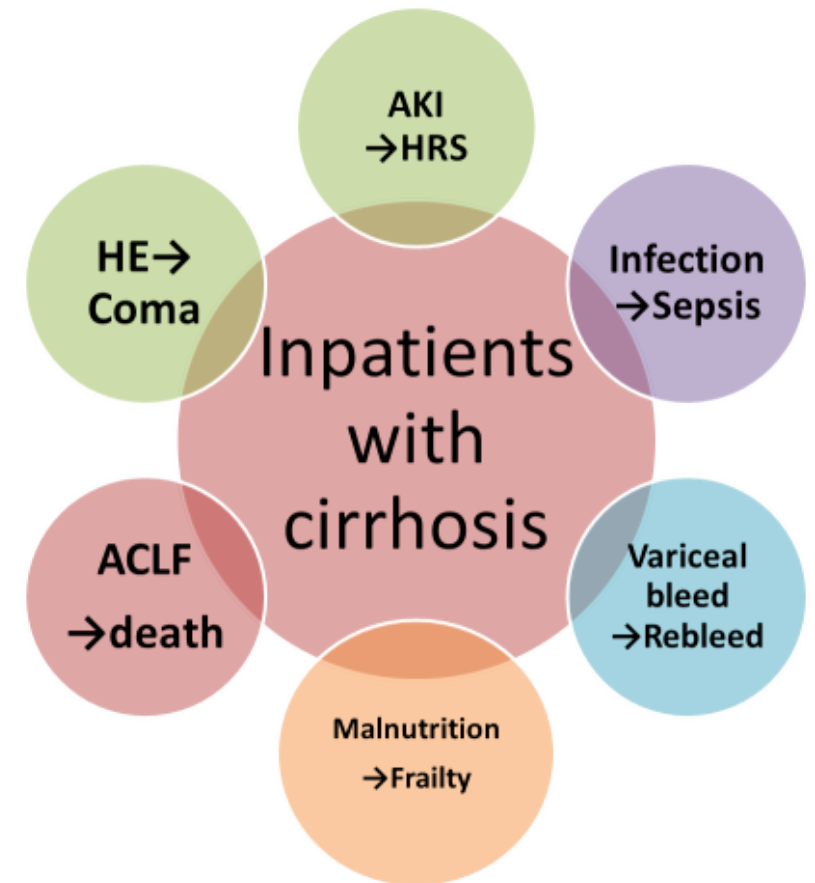 AKI
→HRS
Infection
→Sepsis
Variceal
bleed
→Rebleed
Malnutrition
→Frailty
ACLF
→death
HE→
Coma
Inpatients
with
cirrhosis